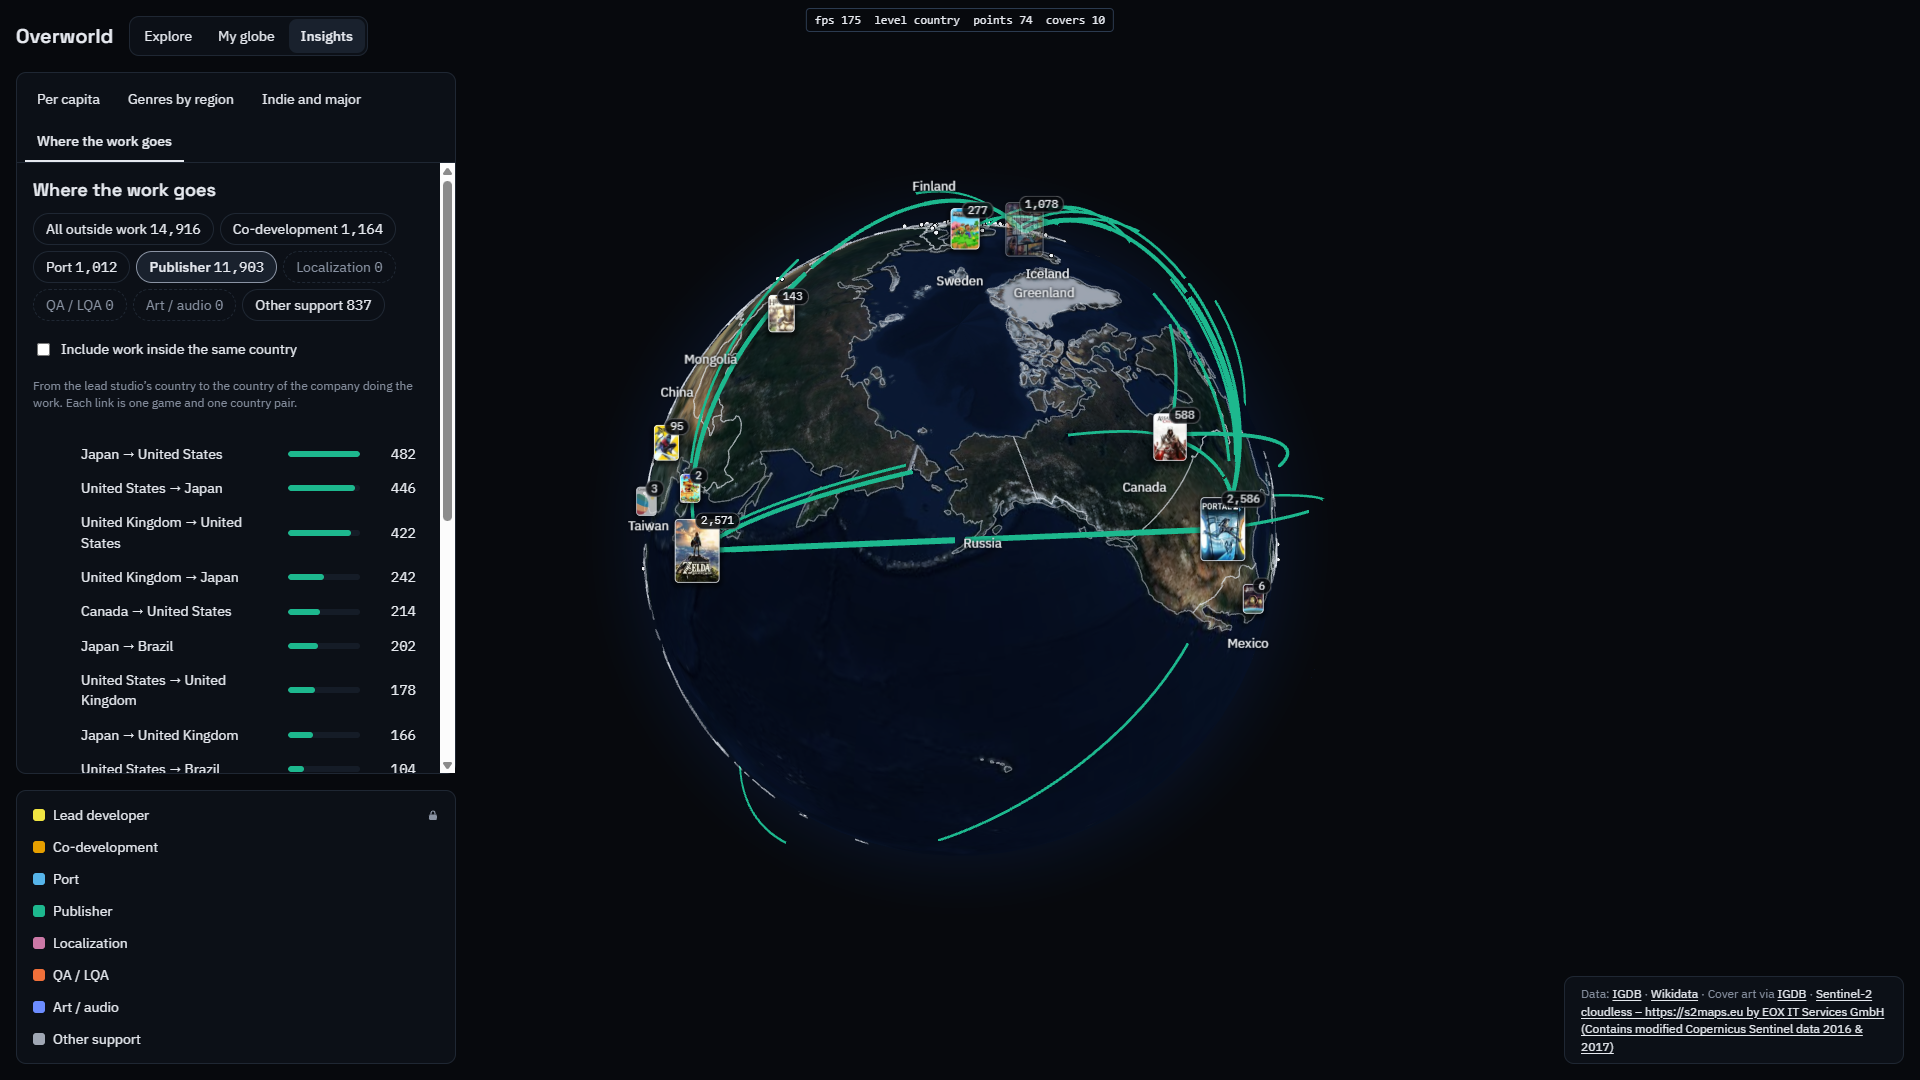 Overworld
Explore
My globe
Insights
fps 175 level country points 74 covers 10
Per capita
Genres by region
Indie and major
Where the work goes
Where the work goes
All outside work 14,916
Co-development 1,164
Port 1,012
Publisher 11,903
Localization 0
QA / LQA 0
Art / audio 0
Other support 837
Include work inside the same country
From the lead studio's country to the country of the company doing the
work. Each link is one game and one country pair.
Japan → United States 482
United States → Japan 446
United Kingdom → United
States 422
United Kingdom → Japan 242
Canada → United States 214
Japan → Brazil 202
United States → United
Kingdom 178
Japan → United Kingdom 166
United States → Brazil 104
Lead developer
Co-development
Port
Publisher
Localization
QA / LQA
Art / audio
Other support
Finland
277
1,078
Sweden
Iceland
Greenland
143
Mongolia
China
95
588
2
3
Canada
Taiwan
2,571
2,586
PORTAL 2
Russia
ZELDA
6
Mexico
Data: IGDB · Wikidata · Cover art via IGDB · Sentinel-2
cloudless – https://s2maps.eu by EOX IT Services GmbH
(Contains modified Copernicus Sentinel data 2016 &
2017)